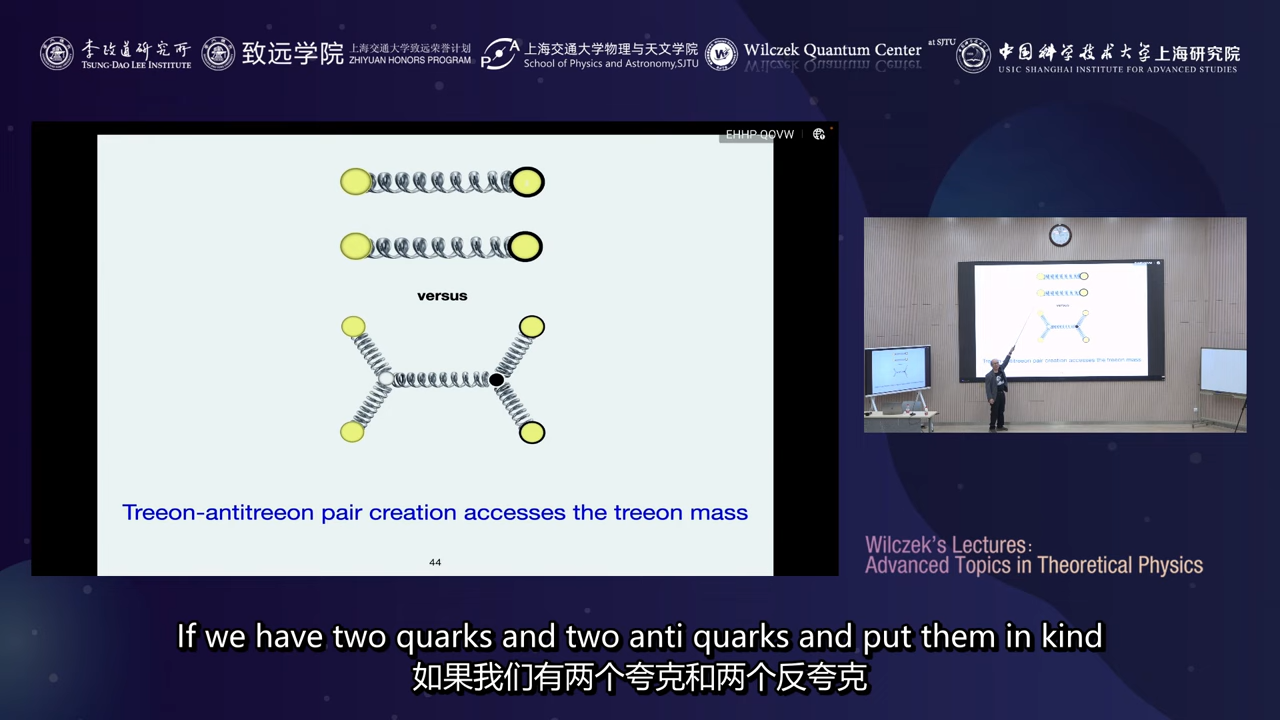 李政道研究所
TSUNG-DAO LEE INSTITUTE
致远学院
上海交通大学致远荣誉计划
ZHIYUAN HONORS PROGRAM
上海交通大学物理与天文学院
School of Physics and Astronomy,SJTU
Wilczek Quantum Center
at SJTU
中国科学技术大学上海研究院
USIC SHANGHAI INSTITUTE FOR ADVANCED STUDIES
EHHP QOVW
versus
Treeon-antitreeon pair creation accesses the treeon mass
44
Wilczek's Lectures:
Advanced Topics in Theoretical Physics
If we have two quarks and two anti quarks and put them in kind
如果我们有两个夸克和两个反夸克